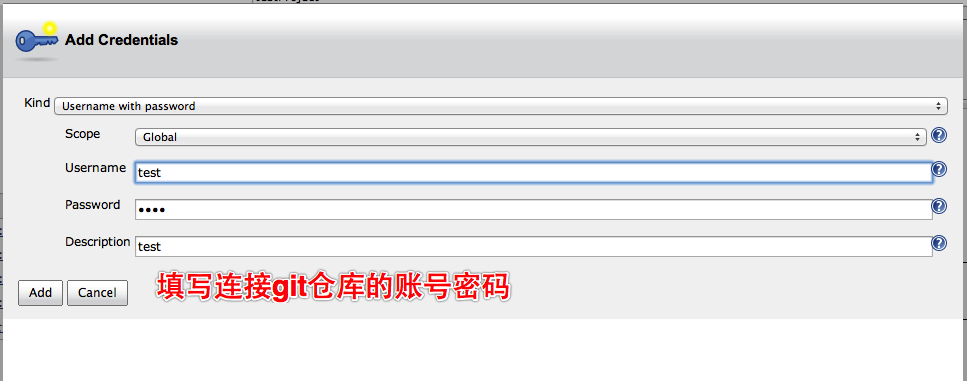 Add Credentials
Kind Username with password
Scope Global
Username test
Password ••••
Description test
Add Cancel 填写连接git仓库的账号密码